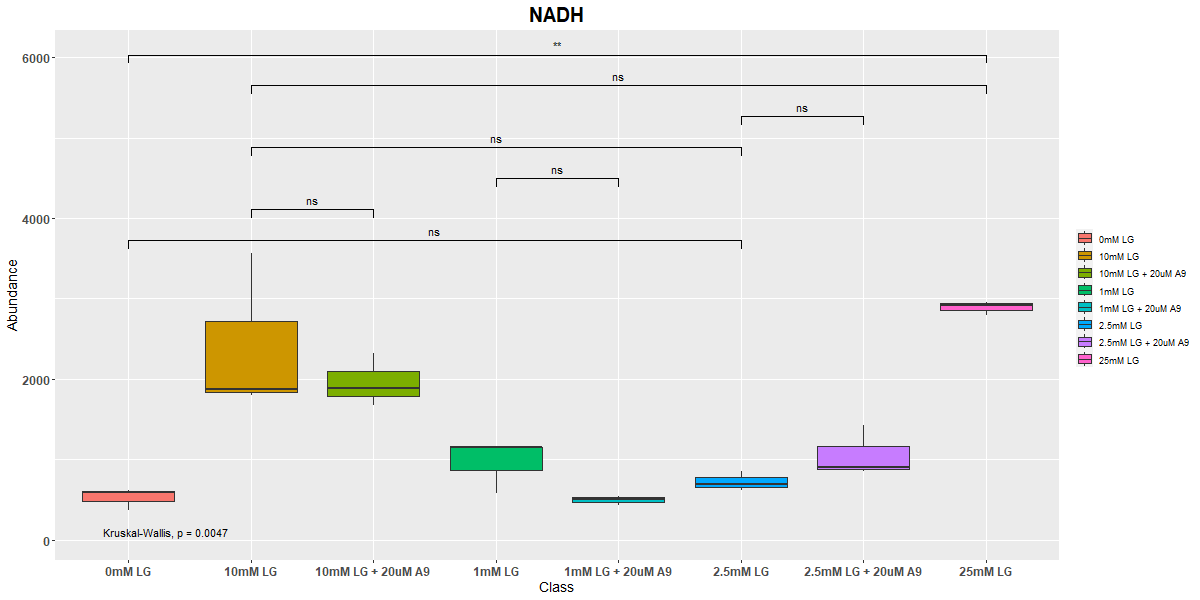 NADH
**
ns
ns
ns
ns
ns
ns
6000
4000
2000
0
Abundance
Kruskal-Wallis, p = 0.0047
0mM LG
10mM LG
10mM LG + 20uM A9
1mM LG
1mM LG + 20uM A9
2.5mM LG
2.5mM LG + 20uM A9
25mM LG
Class
0mM LG
10mM LG
10mM LG + 20uM A9
1mM LG
1mM LG + 20uM A9
2.5mM LG
2.5mM LG + 20uM A9
25mM LG